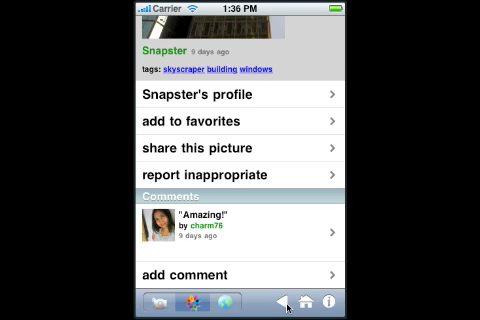 Carrier 1:36 PM
Snapster 9 days ago
tags: skyscraper building windows
Snapster's profile
add to favorites
share this picture
report inappropriate
Comments
"Amazing!"
by charm76
9 days ago
add comment